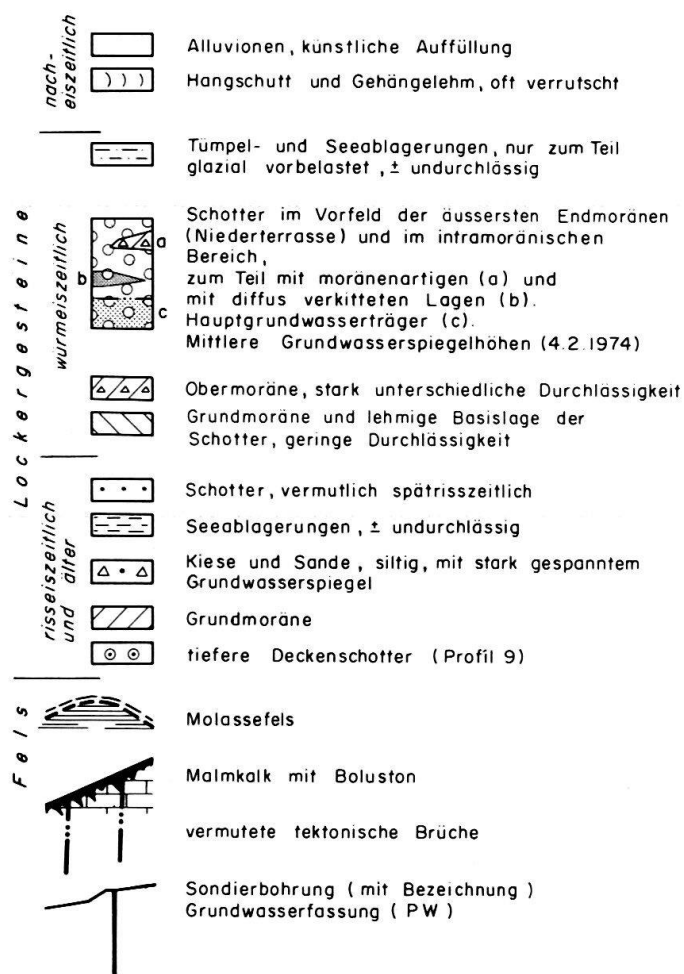 nach-
eiszeitlich
Alluvionen, künstliche Auffüllung
Hangschutt und Gehängelehm, oft verrutscht
Lockergesteine
würmeiszeitlich
Tümpel- und Seeablagerungen, nur zum Teil
glazial vorbelastet, ± undurchlässig
a
b
c
Schotter im Vorfeld der äussersten Endmoränen
(Niederterrasse) und im intramoränischen
Bereich,
zum Teil mit moränenartigen (a) und
mit diffus verkitteten Lagen (b).
Hauptgrundwasserträger (c).
Mittlere Grundwasserspiegelhöhen (4.2.1974)
Obermoräne, stark unterschiedliche Durchlässigkeit
Grundmoräne und lehmige Basislage der
Schotter, geringe Durchlässigkeit
risseiszeitlich
und älter
Schotter, vermutlich spätrisszeitlich
Seeablagerungen, ± undurchlässig
Kiese und Sande, siltig, mit stark gespanntem
Grundwasserspiegel
Grundmoräne
tiefere Deckenschotter (Profil 9)
Fels
Molassefels
Malmkalk mit Boluston
vermutete tektonische Brüche
Sondierbohrung (mit Bezeichnung)
Grundwasserfassung (PW)